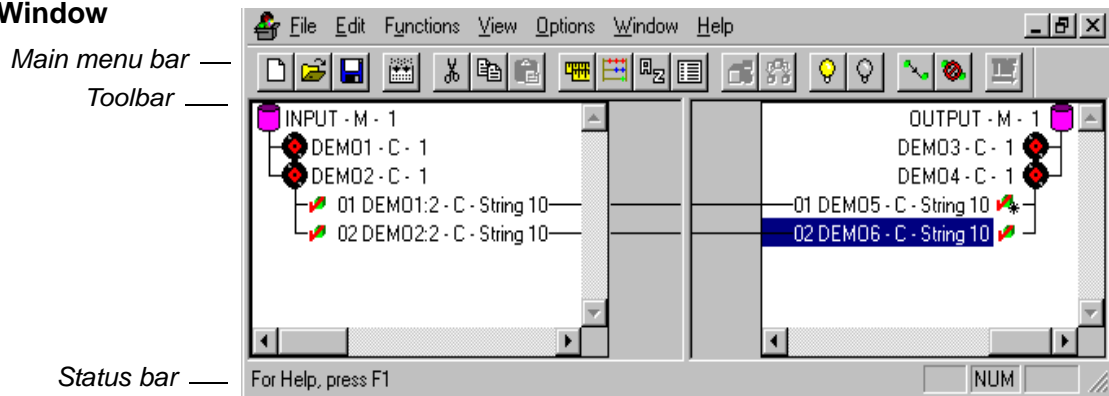 Window
Main menu bar
File Edit Functions View Options Window Help
Toolbar
INPUT - M - 1
DEMO1 - C - 1
DEMO2 - C - 1
01 DEMO1:2 - C - String 10
02 DEMO2:2 - C - String 10
OUTPUT - M - 1
DEMO3 - C - 1
DEMO4 - C - 1
01 DEMO5 - C - String 10
02 DEMO6 - C - String 10
Status bar
For Help, press F1
NUM